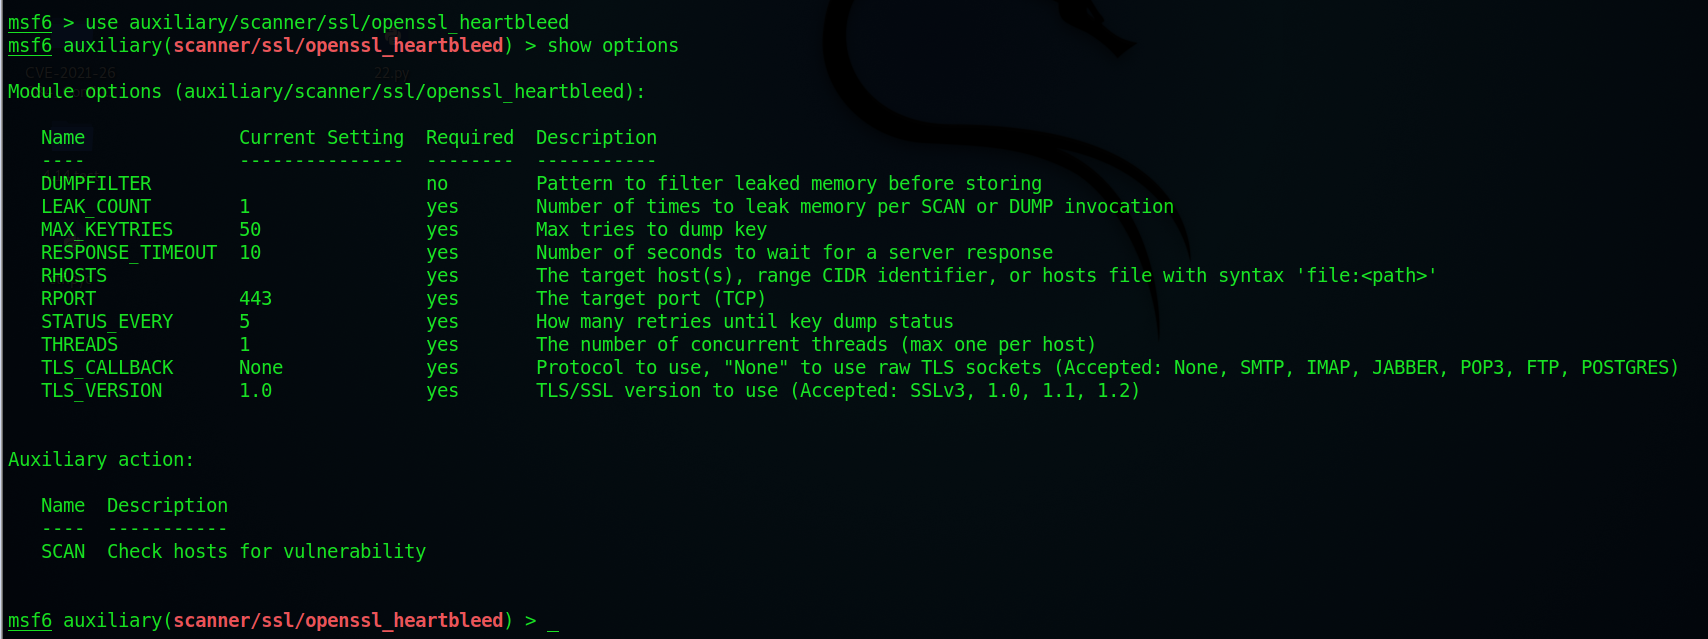 msf6 > use auxiliary/scanner/ssl/openssl_heartbleed
msf6 auxiliary(scanner/ssl/openssl_heartbleed) > show options
CVE-2021-26 22.py
Module options (auxiliary/scanner/ssl/openssl_heartbleed):
Name Current Setting Required Description
---- --------------- -------- -----------
DUMPFILTER no Pattern to filter leaked memory before storing
LEAK_COUNT 1 yes Number of times to leak memory per SCAN or DUMP invocation
MAX_KEYTRIES 50 yes Max tries to dump key
RESPONSE_TIMEOUT 10 yes Number of seconds to wait for a server response
RHOSTS yes The target host(s), range CIDR identifier, or hosts file with syntax 'file:<path>'
RPORT 443 yes The target port (TCP)
STATUS_EVERY 5 yes How many retries until key dump status
THREADS 1 yes The number of concurrent threads (max one per host)
TLS_CALLBACK None yes Protocol to use, "None" to use raw TLS sockets (Accepted: None, SMTP, IMAP, JABBER, POP3, FTP, POSTGRES)
TLS_VERSION 1.0 yes TLS/SSL version to use (Accepted: SSLv3, 1.0, 1.1, 1.2)
Auxiliary action:
Name Description
---- -----------
SCAN Check hosts for vulnerability
msf6 auxiliary(scanner/ssl/openssl_heartbleed) > _